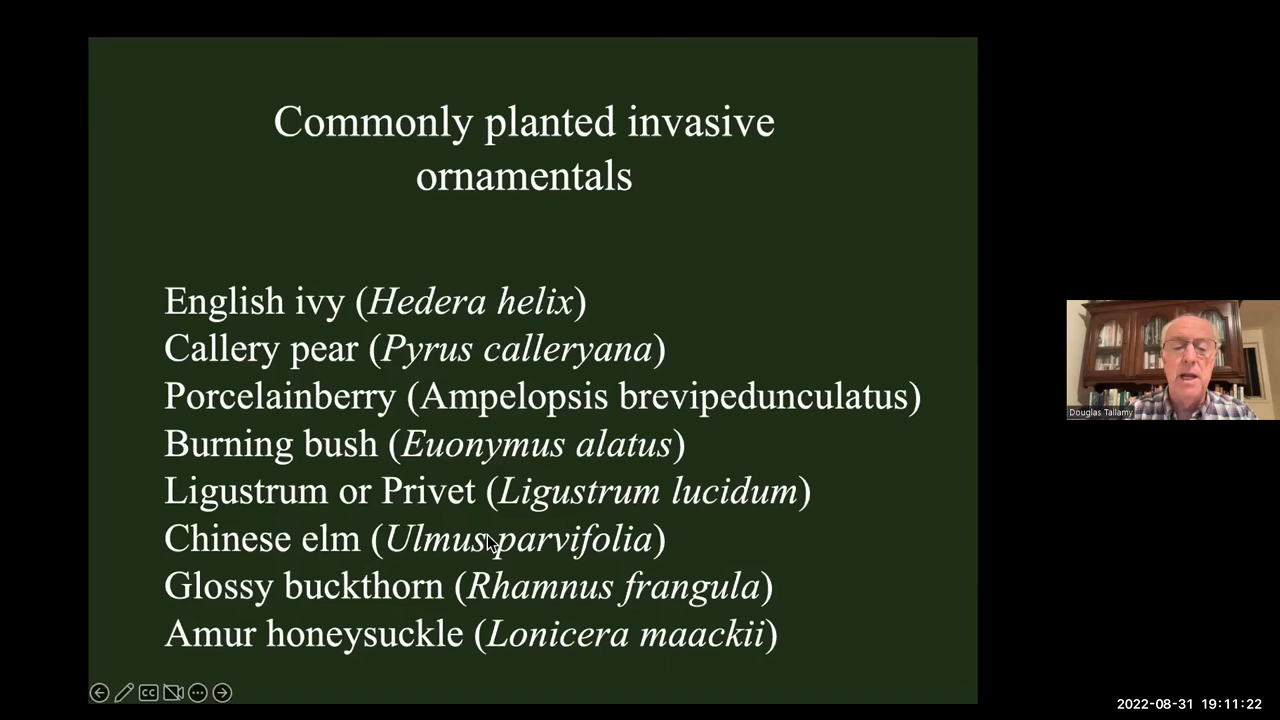 Commonly planted invasive
ornamentals
English ivy (Hedera helix)
Callery pear (Pyrus calleryana)
Porcelainberry (Ampelopsis brevipedunculatus)
Burning bush (Euonymus alatus)
Ligustrum or Privet (Ligustrum lucidum)
Chinese elm (Ulmus parvifolia)
Glossy buckthorn (Rhamnus frangula)
Amur honeysuckle (Lonicera maackii)
Douglas Tallamy
CC
2022-08-31 19:11:22